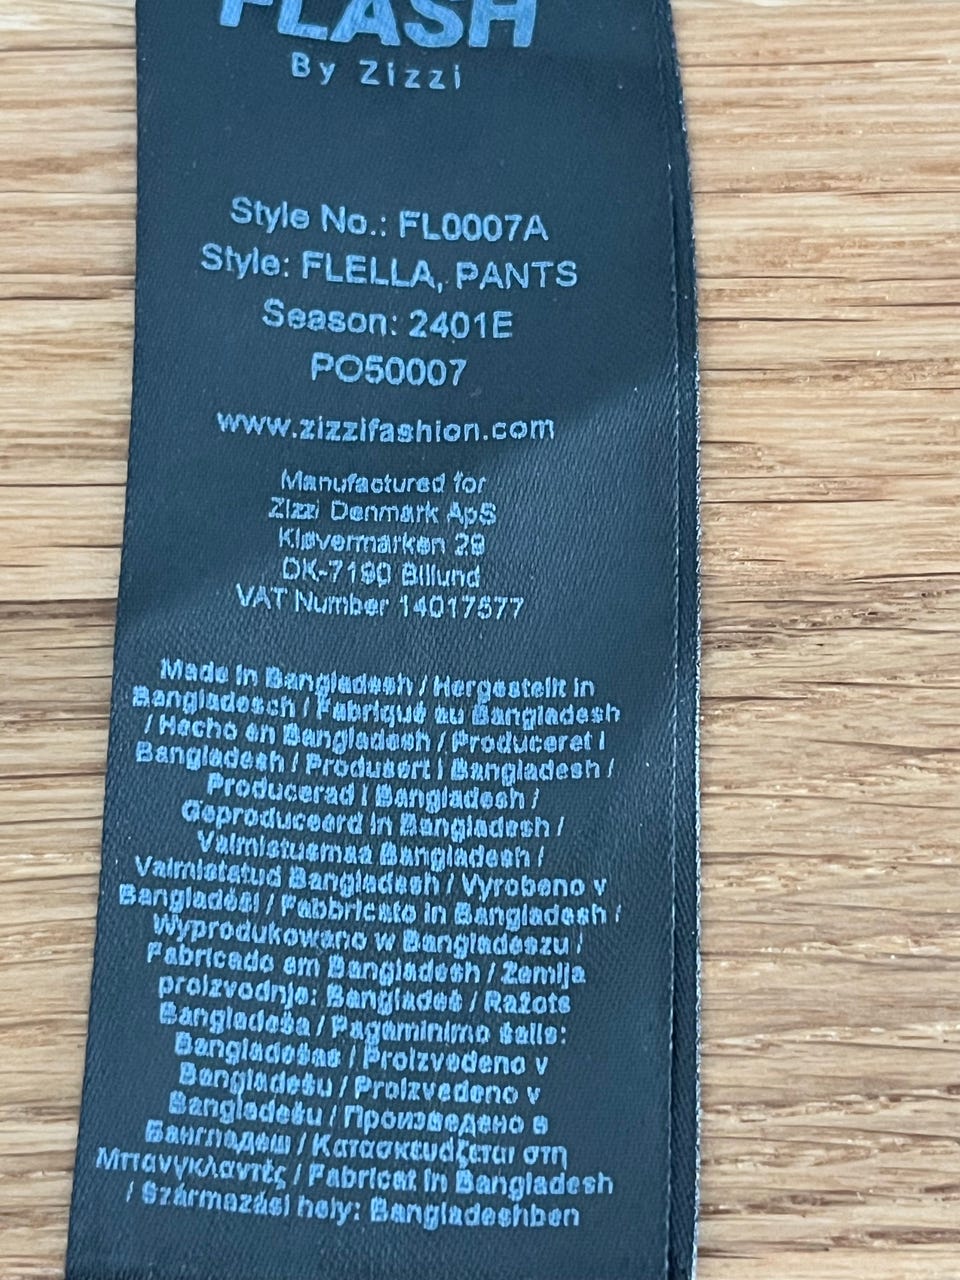 FLASH
By Zizzi
Style No.: FL0007A
Style: FLELLA, PANTS
Season: 2401E
PO50007
www.zizzifashion.com
Manufactured for
Zizzi Denmark ApS
Kløvermarken 29
DK-7190 Billund
VAT Number 14017577
Made in Bangladesh / Hergestellt in
Bangladesch / Fabriqué au Bangladesh
/ Hecho en Bangladesh / Produceret i
Bangladesh / Produsert i Bangladesh /
Producerad i Bangladesh /
Geproduceerd in Bangladesh /
Valmistusmaa Bangladesh /
Valmistatud Bangladesh / Vyrobeno v
Bangladéši / Fabbricato in Bangladesh /
Wyprodukowano w Bangladeszu /
Fabricado em Bangladesh / Zemlja
proizvodnje: Bangladeš / Ražots
Bangladeša / Pagaminimo šalis:
Bangladešas / Proizvedeno v
Bangladešu / Proizvedeno v
Bangladešu / Произведено в
Бангладеш / Κατασκευάζεται στη
Μπανγκλαντές / Fabricat in Bangladesh
/ Származási hely: Bangladeshben